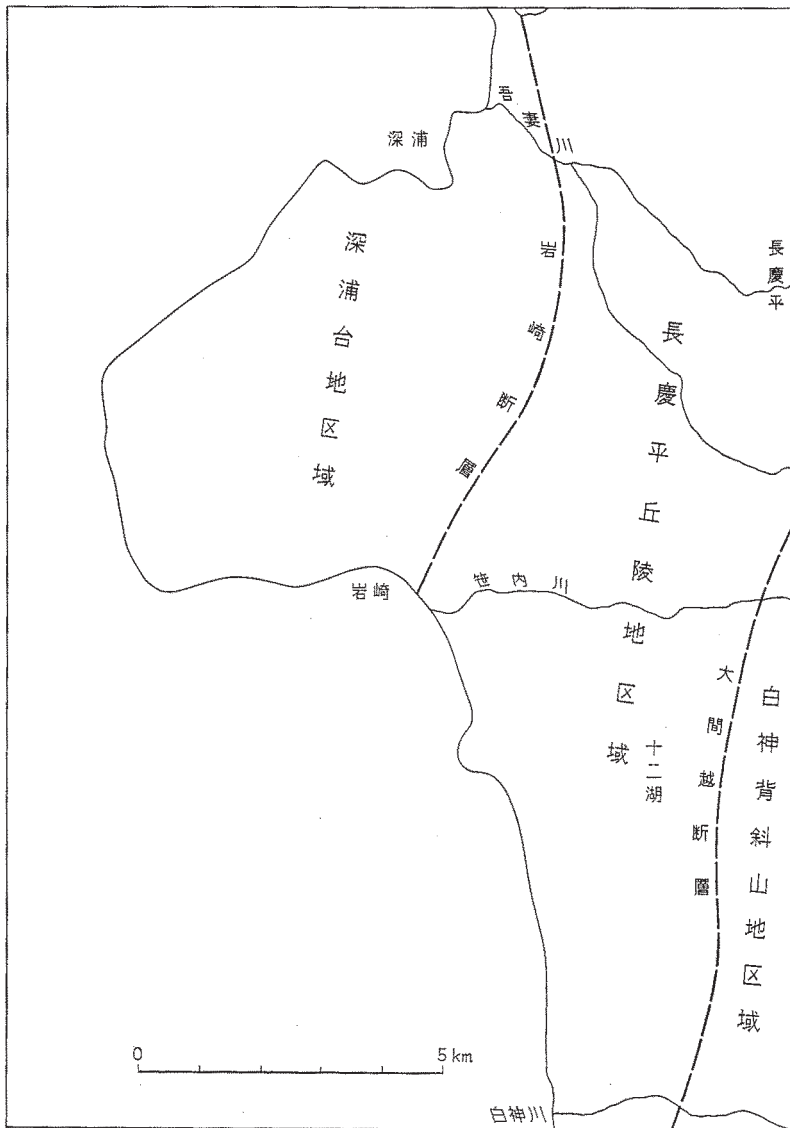 吾妻川
深浦
長慶平
深浦台地区域
岩崎断層
長慶平丘陵地区域
岩崎
笹内川
大間越断層
白神背斜山地区域
十二湖
0 5km
白神川